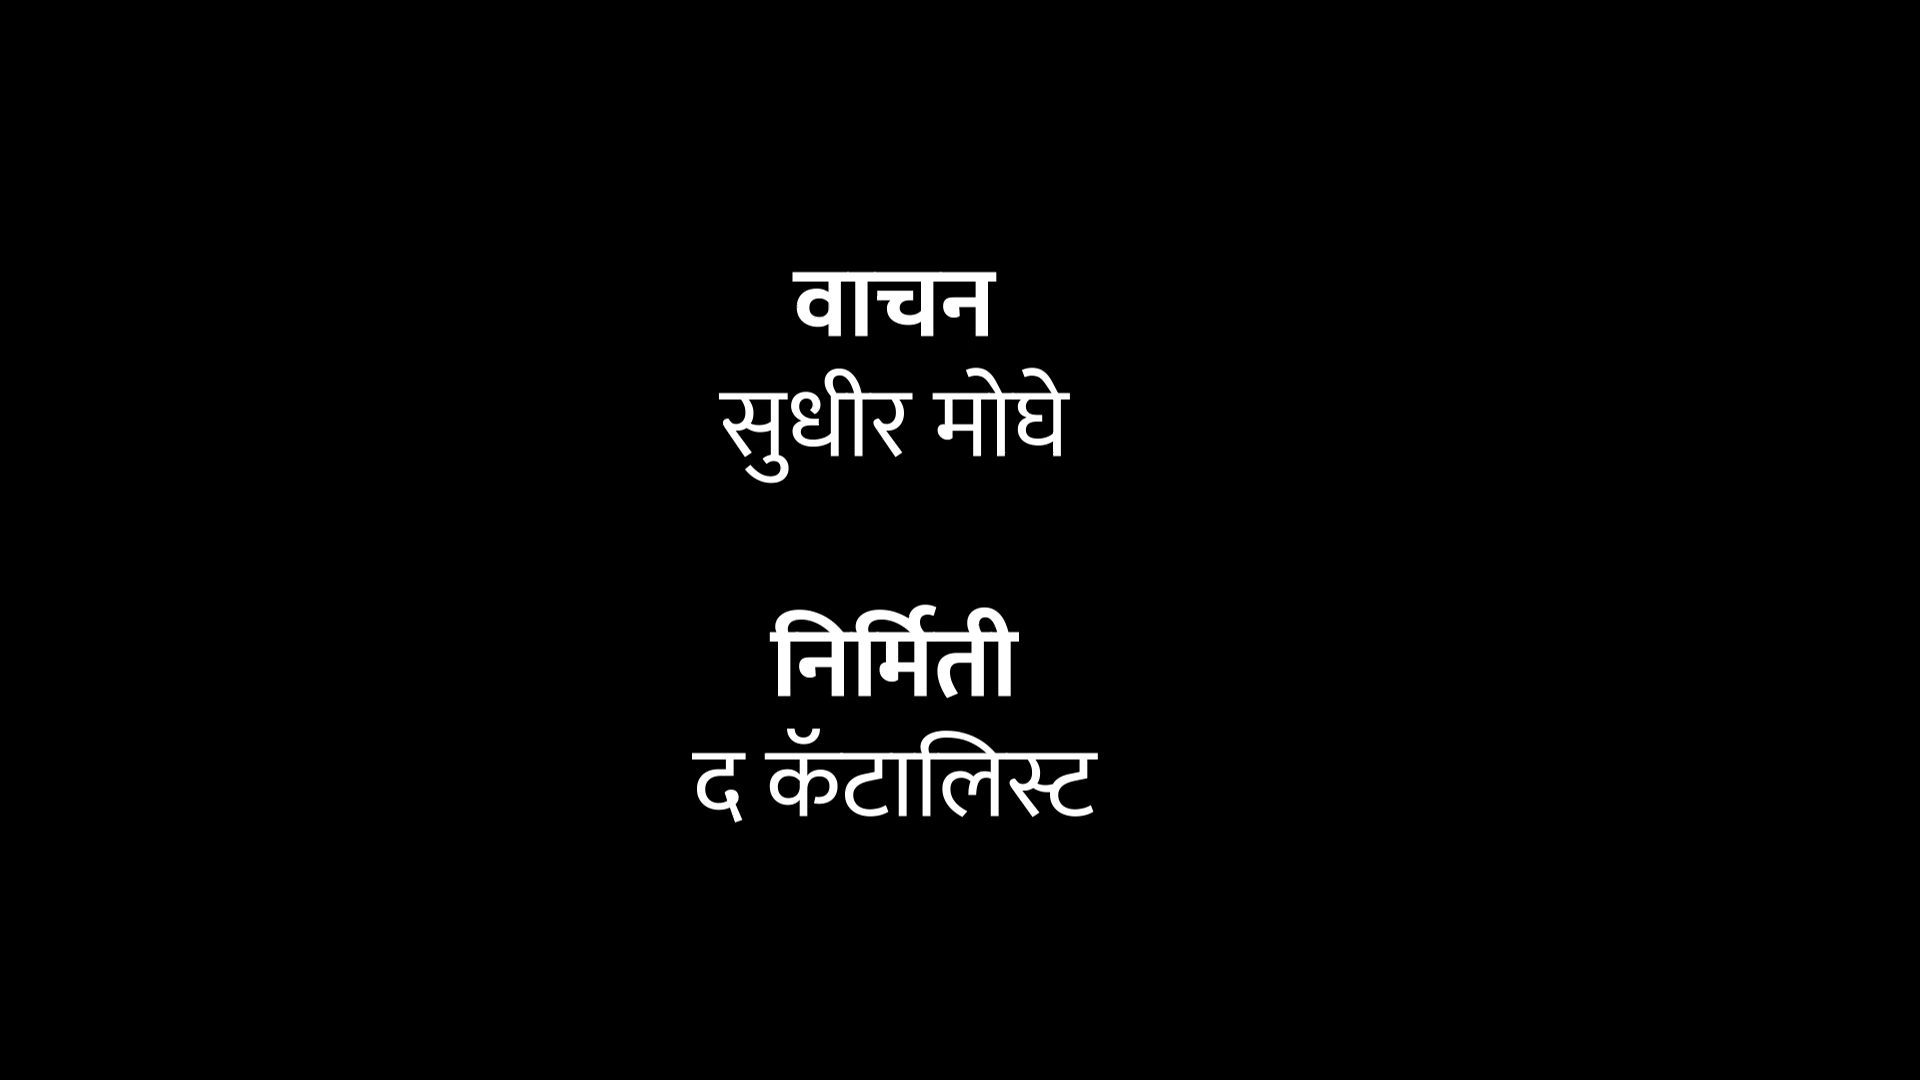 वाचन
सुधीर मोघे
निर्मिती
द कॅटालिस्ट